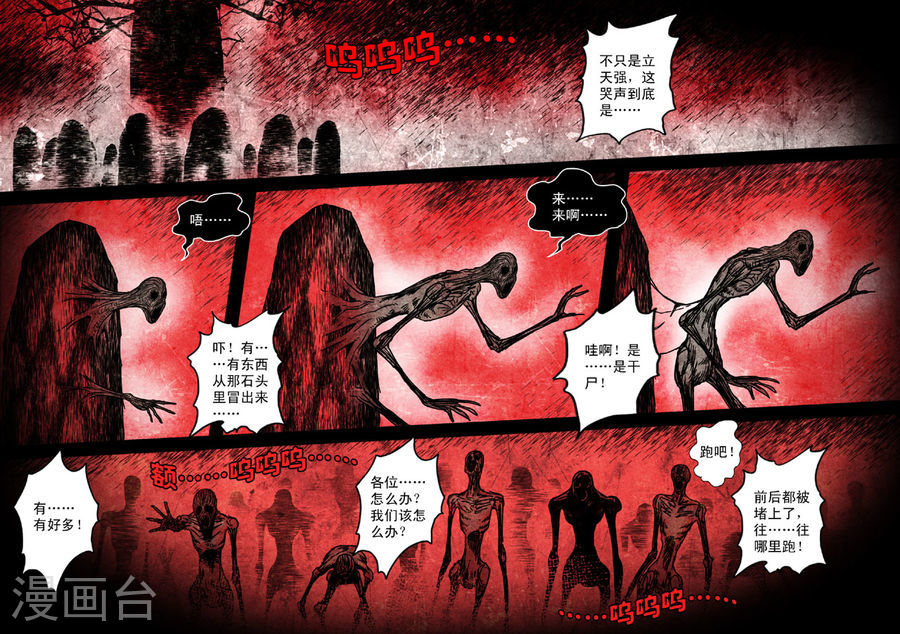 呜呜呜……
不只是立
天强，这
哭声到底
是……
唔……
吓！有…
…有东西
从那石头
里冒出来
……
来……
来啊……
哇啊！是
……是干
尸！
有……
有好多！
额……呜呜呜……
各位……
怎么办？
我们该怎
么办？
跑吧！
前后都被
堵上了，
往……往
哪里跑！
……呜呜呜……
漫画台